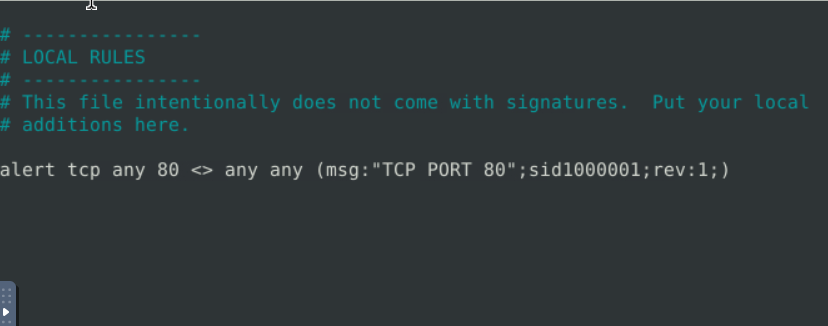 # ----------------
# LOCAL RULES
# ----------------
# This file intentionally does not come with signatures.  Put your local
# additions here.
alert tcp any 80 <> any any (msg:"TCP PORT 80";sid1000001;rev:1;)